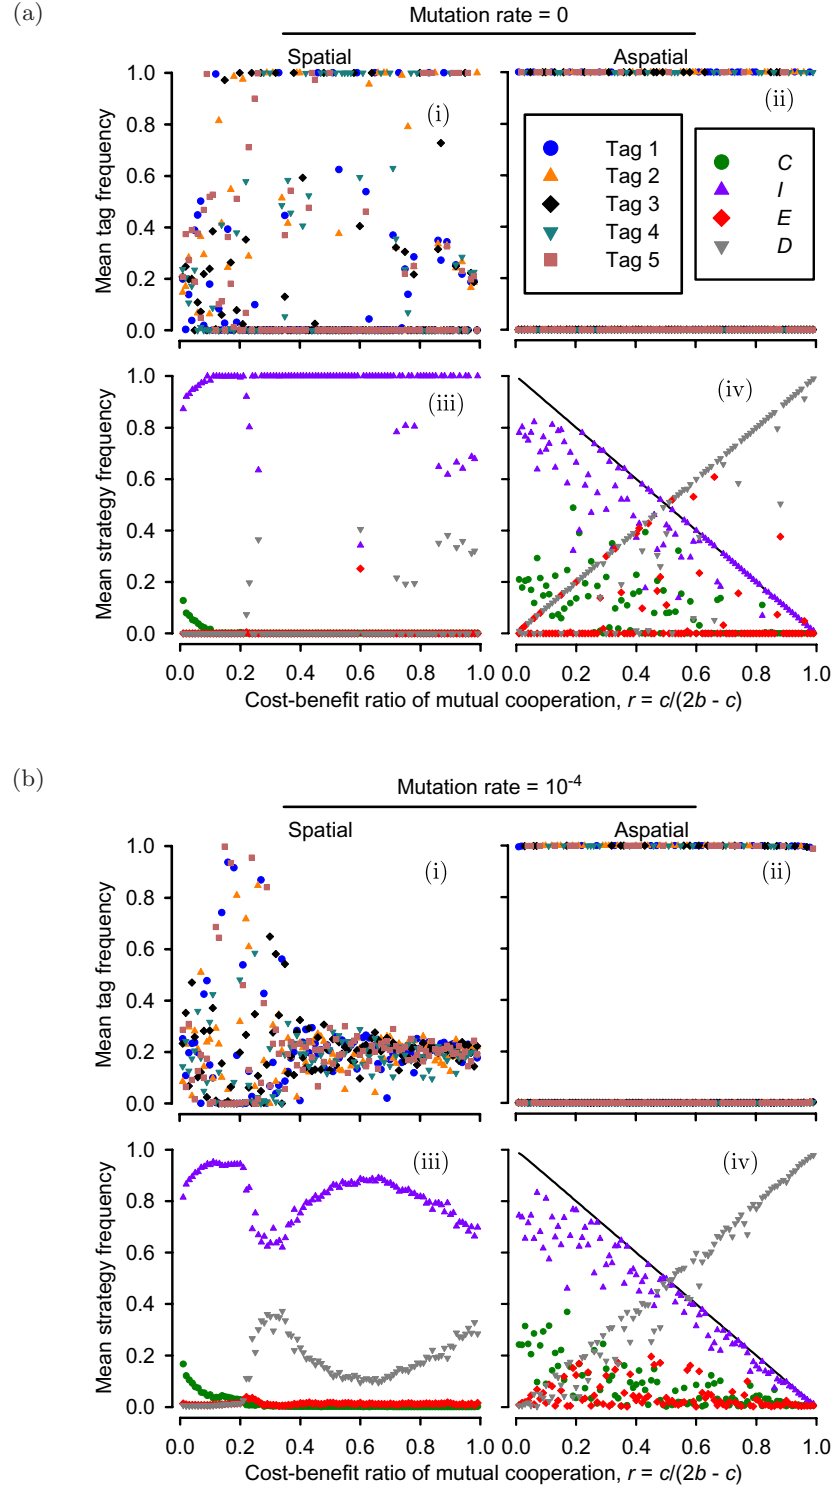 (a)
Mutation rate = 0
Spatial
Aspatial
Mean tag frequency
1.0
0.8
0.6
0.4
0.2
0.0
(i)
(ii)
Tag 1
Tag 2
Tag 3
Tag 4
Tag 5
C
I
E
D
Mean strategy frequency
1.0
0.8
0.6
0.4
0.2
0.0
(iii)
(iv)
0.0 0.2 0.4 0.6 0.8 1.0
0.0 0.2 0.4 0.6 0.8 1.0
Cost-benefit ratio of mutual cooperation, r = c/(2b - c)
(b)
Mutation rate = 10⁻⁴
Spatial
Aspatial
Mean tag frequency
1.0
0.8
0.6
0.4
0.2
0.0
(i)
(ii)
Mean strategy frequency
1.0
0.8
0.6
0.4
0.2
0.0
(iii)
(iv)
0.0 0.2 0.4 0.6 0.8 1.0
0.0 0.2 0.4 0.6 0.8 1.0
Cost-benefit ratio of mutual cooperation, r = c/(2b - c)